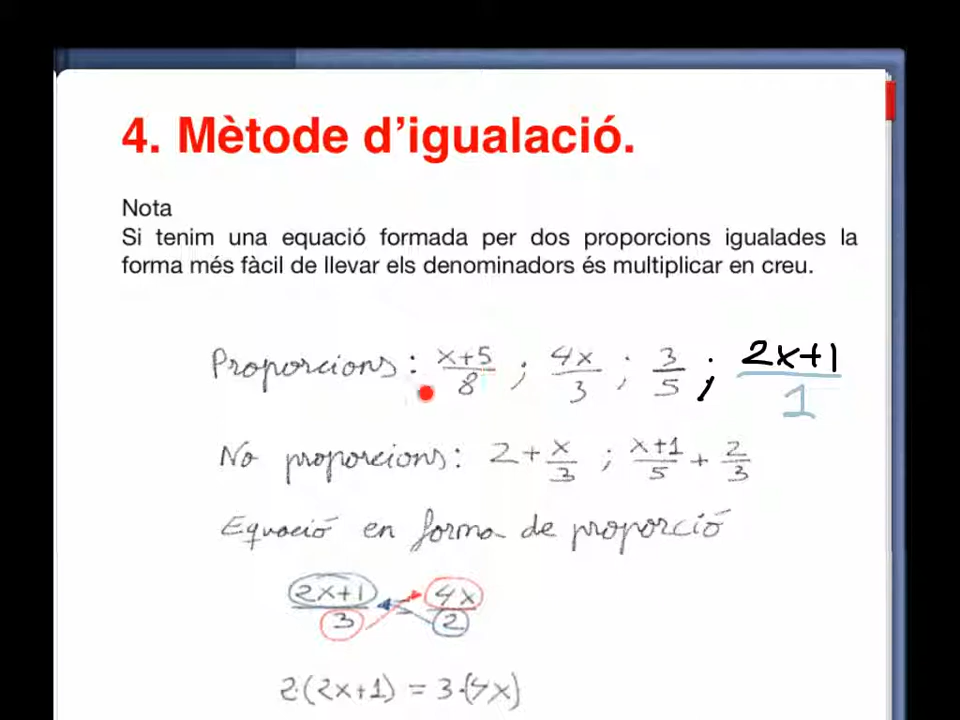 4. Mètode d'igualació.
Nota
Si tenim una equació formada per dos proporcions igualades la
forma més fàcil de llevar els denominadors és multiplicar en creu.
Proporcions: (x+5)/8 ; 4x/3 ; 3/5 ; (2x+1)/1
No proporcions: 2 + x/3 ; (x+1)/5 + 2/3
Equació en forma de proporció
(2x+1)/3 4x/2
2·(2x+1) = 3·(4x)